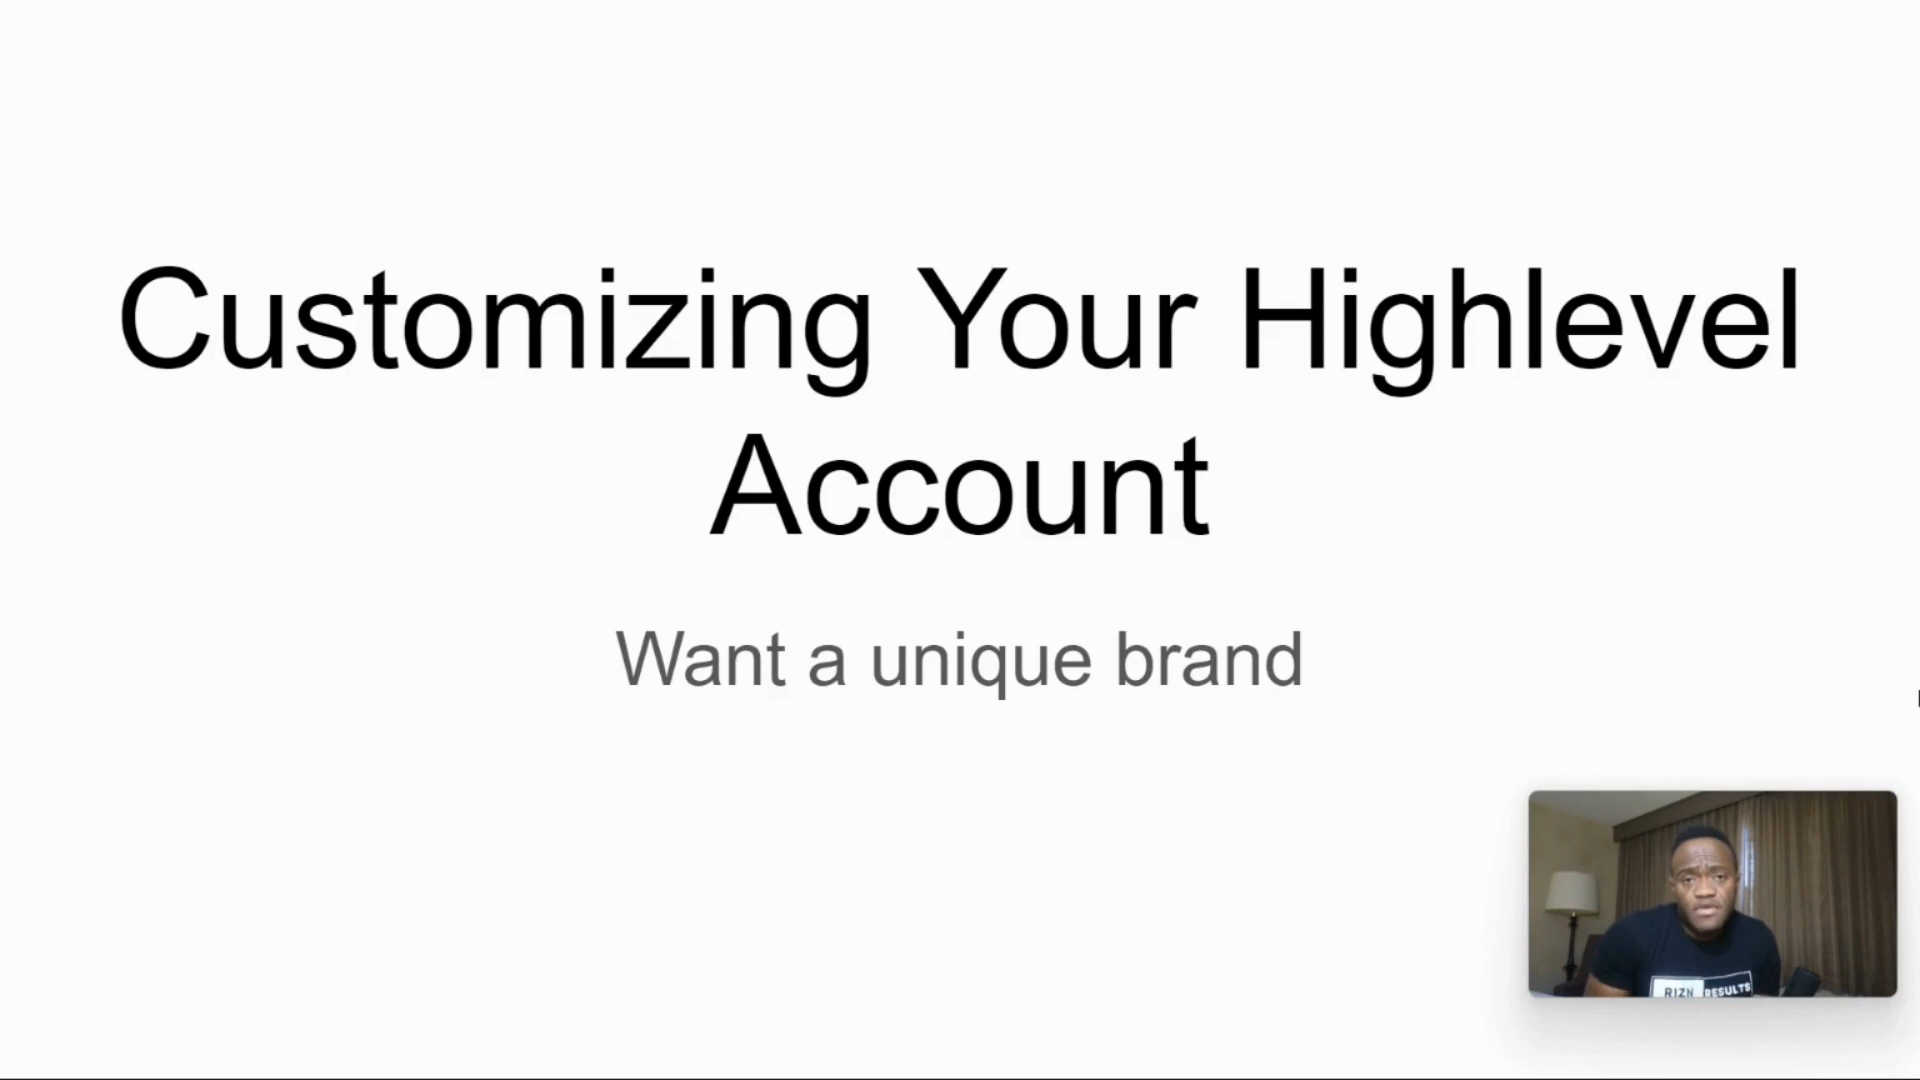 Customizing Your Highlevel
Account
Want a unique brand
RIZN RESULTS